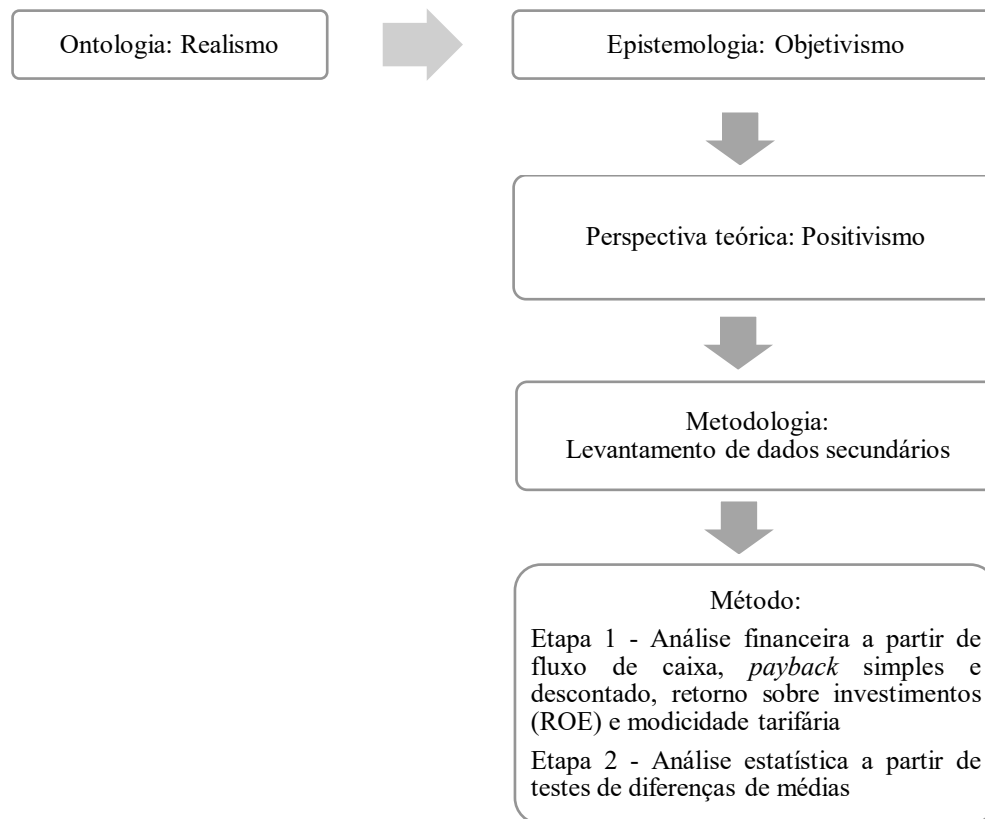 Ontologia: Realismo
Epistemologia: Objetivismo
Perspectiva teórica: Positivismo
Metodologia:
Levantamento de dados secundários
Método:
Etapa 1 - Análise financeira a partir de
fluxo de caixa, payback simples e
descontado, retorno sobre investimentos
(ROE) e modicidade tarifária
Etapa 2 - Análise estatística a partir de
testes de diferenças de médias